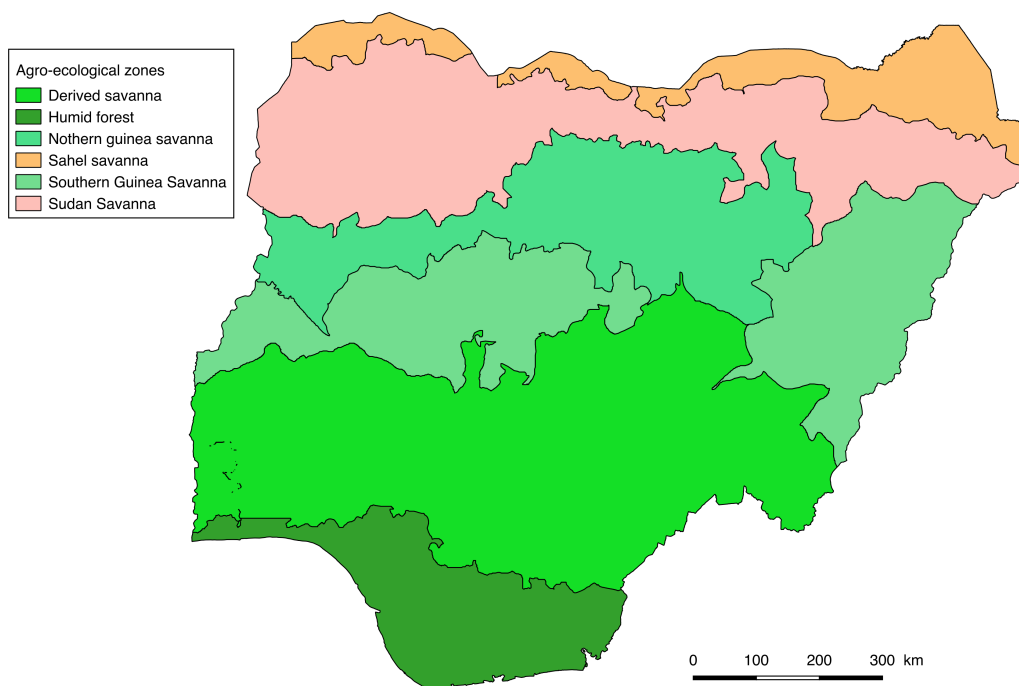 Agro-ecological zones
Derived savanna
Humid forest
Nothern guinea savanna
Sahel savanna
Southern Guinea Savanna
Sudan Savanna
0 100 200 300 km